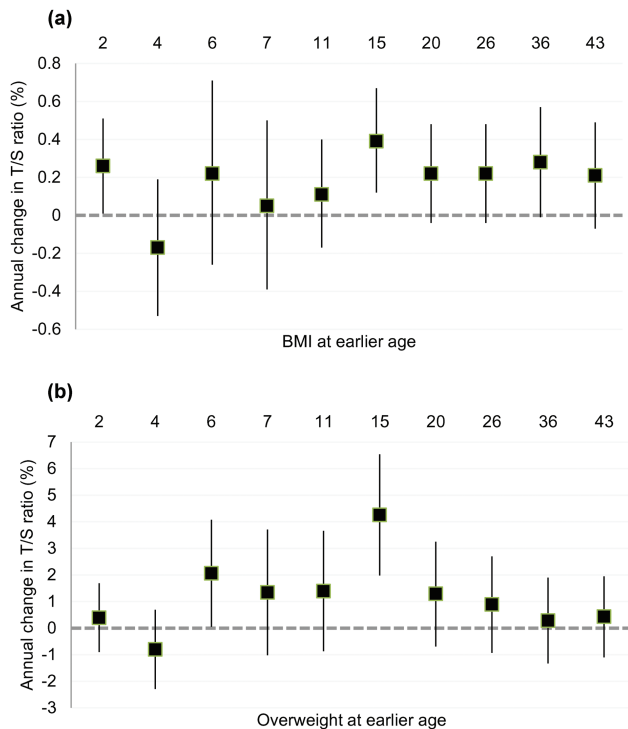 (a)
2 4 6 7 11 15 20 26 36 43
0.8
0.6
0.4
0.2
0
-0.2
-0.4
-0.6
Annual change in T/S ratio (%)
BMI at earlier age
(b)
2 4 6 7 11 15 20 26 36 43
7
6
5
4
3
2
1
0
-1
-2
-3
Annual change in T/S ratio (%)
Overweight at earlier age